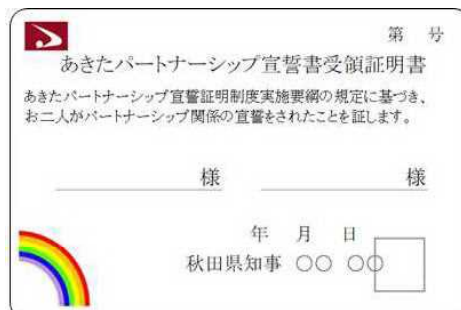 第　号
あきたパートナーシップ宣誓書受領証明書
あきたパートナーシップ宣誓証明制度実施要綱の規定に基づき、
お二人がパートナーシップ関係の宣誓をされたことを証します。
様　様
年　月　日
秋田県知事 〇〇 〇〇